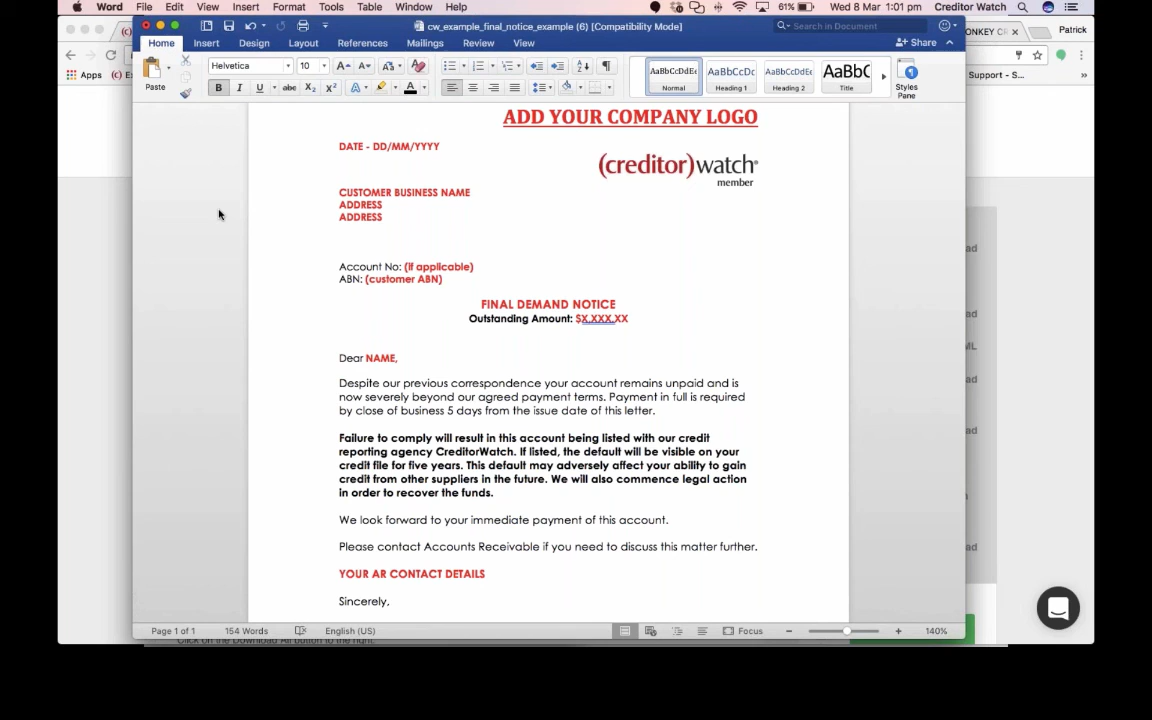 Word File Edit View Insert Format Tools Table Window Help 61% Wed 8 Mar 1:01 pm Creditor Watch
cw_example_final_notice_example (6) [Compatibility Mode]
Search in Document
Patrick
Home Insert Design Layout References Mailings Review View
Share
Apps
Support - S...
Paste
Helvetica 10
AaBbCcDdEe AaBbCcDc AaBbCcDdE AaBbC
Normal Heading 1 Heading 2 Title
Styles Pane
ADD YOUR COMPANY LOGO
DATE - DD/MM/YYYY
(creditor)watch
member
CUSTOMER BUSINESS NAME
ADDRESS
ADDRESS
Account No: (if applicable)
ABN: (customer ABN)
FINAL DEMAND NOTICE
Outstanding Amount: $X,XXX.XX
Dear NAME,
Despite our previous correspondence your account remains unpaid and is
now severely beyond our agreed payment terms. Payment in full is required
by close of business 5 days from the issue date of this letter.
Failure to comply will result in this account being listed with our credit
reporting agency CreditorWatch. If listed, the default will be visible on your
credit file for five years. This default may adversely affect your ability to gain
credit from other suppliers in the future. We will also commence legal action
in order to recover the funds.
We look forward to your immediate payment of this account.
Please contact Accounts Receivable if you need to discuss this matter further.
YOUR AR CONTACT DETAILS
Sincerely,
Page 1 of 1 154 Words English (US) Focus 140%